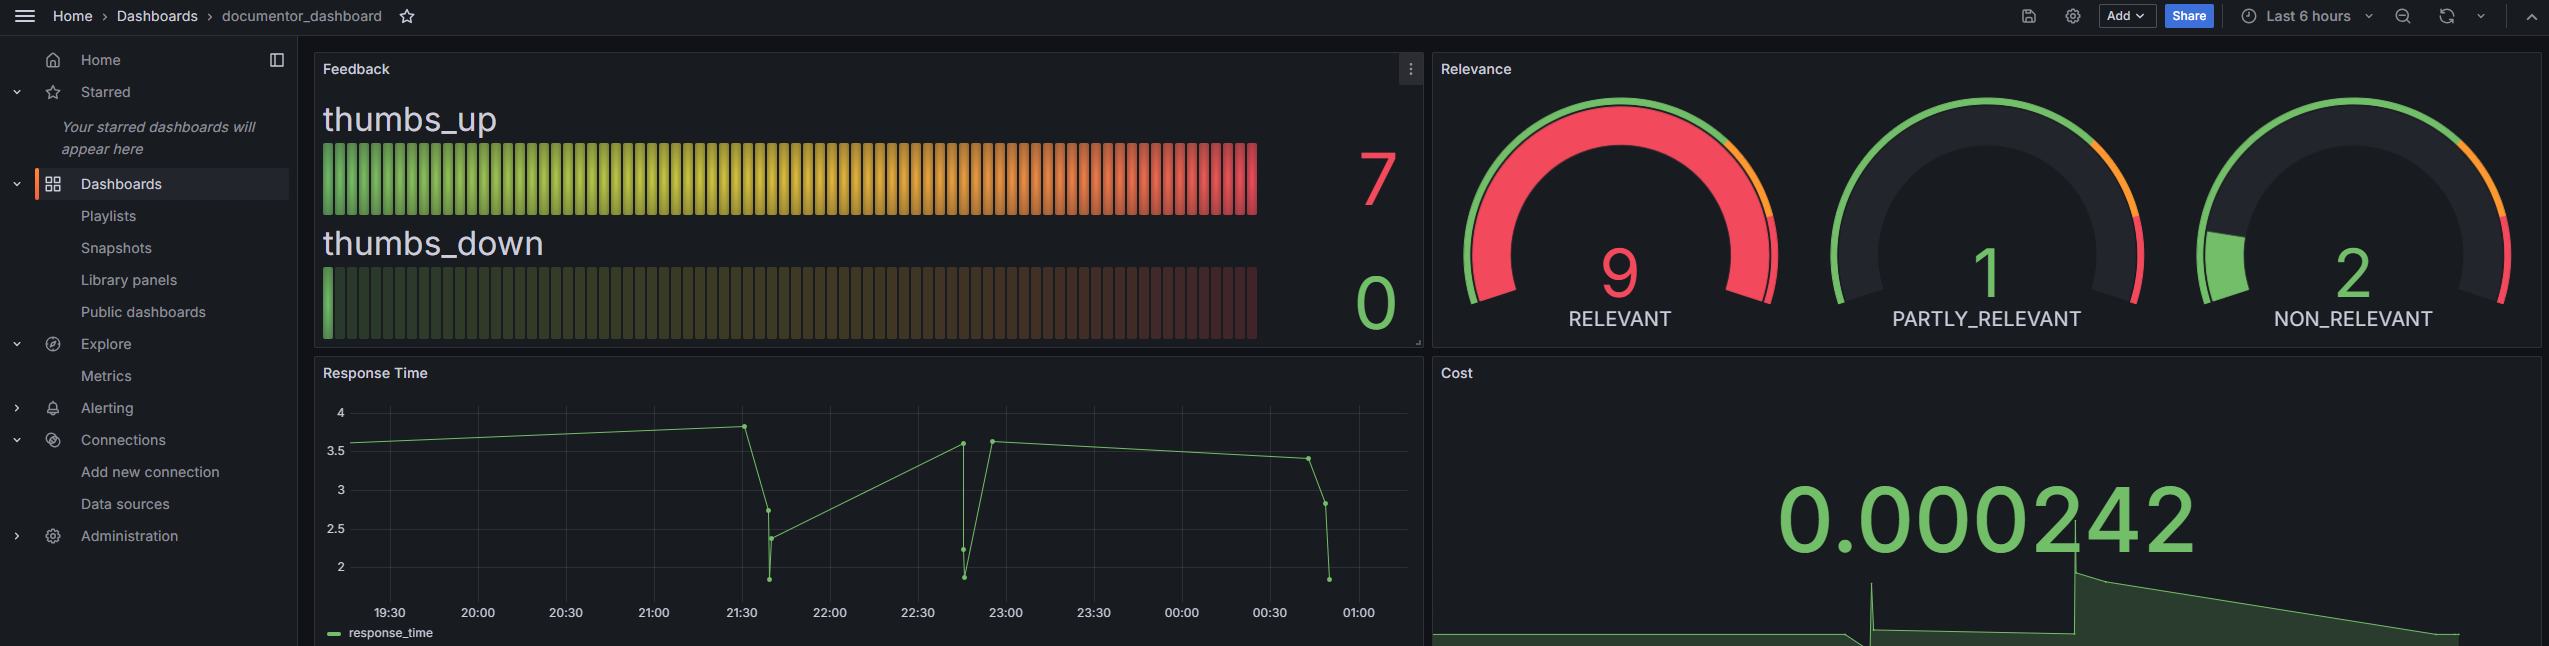 Home › Dashboards › documentor_dashboard
Add
Share
Last 6 hours
Home
Starred
Your starred dashboards will
appear here
Dashboards
Playlists
Snapshots
Library panels
Public dashboards
Explore
Metrics
Alerting
Connections
Add new connection
Data sources
Administration
Feedback
thumbs_up
7
thumbs_down
0
Relevance
9
RELEVANT
1
PARTLY_RELEVANT
2
NON_RELEVANT
Response Time
4
3.5
3
2.5
2
19:30 20:00 20:30 21:00 21:30 22:00 22:30 23:00 23:30 00:00 00:30 01:00
response_time
Cost
0.000242